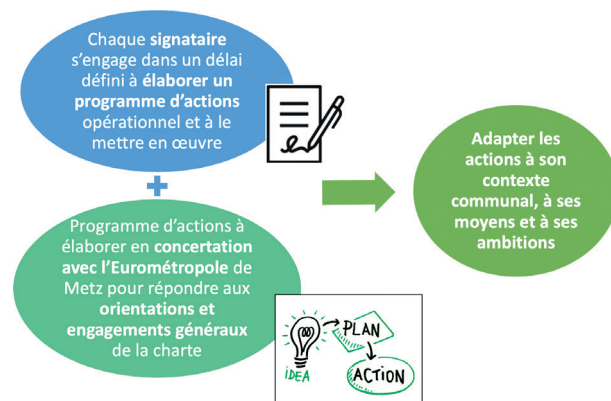 Chaque signataire
s'engage dans un délai
défini à élaborer un
programme d'actions
opérationnel et à le
mettre en œuvre
+
Programme d'actions à
élaborer en concertation
avec l'Eurométropole de
Metz pour répondre aux
orientations et
engagements généraux
de la charte
Adapter les
actions à son
contexte
communal, à ses
moyens et à ses
ambitions
IDEA
PLAN
ACTION